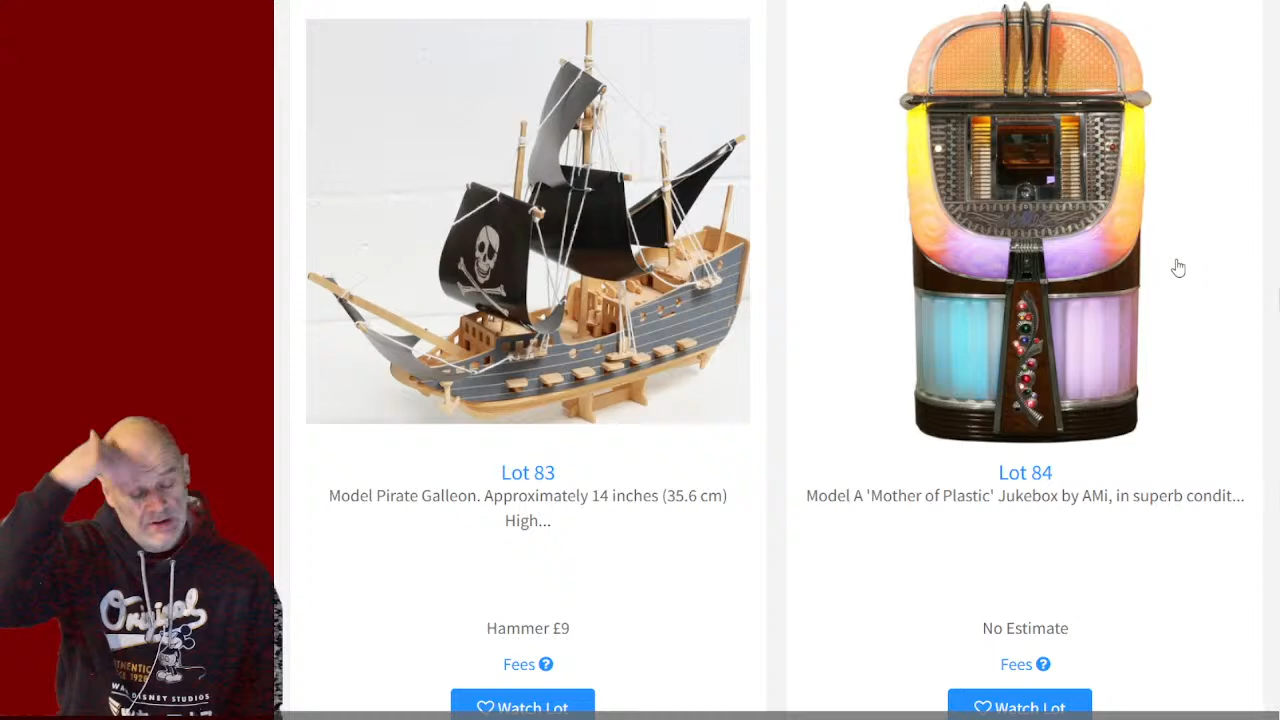 Lot 83
Model Pirate Galleon. Approximately 14 inches (35.6 cm)
High...
Hammer £9
Fees
Watch Lot
Lot 84
Model A 'Mother of Plastic' Jukebox by AMi, in superb condit...
No Estimate
Fees
Watch Lot
Original